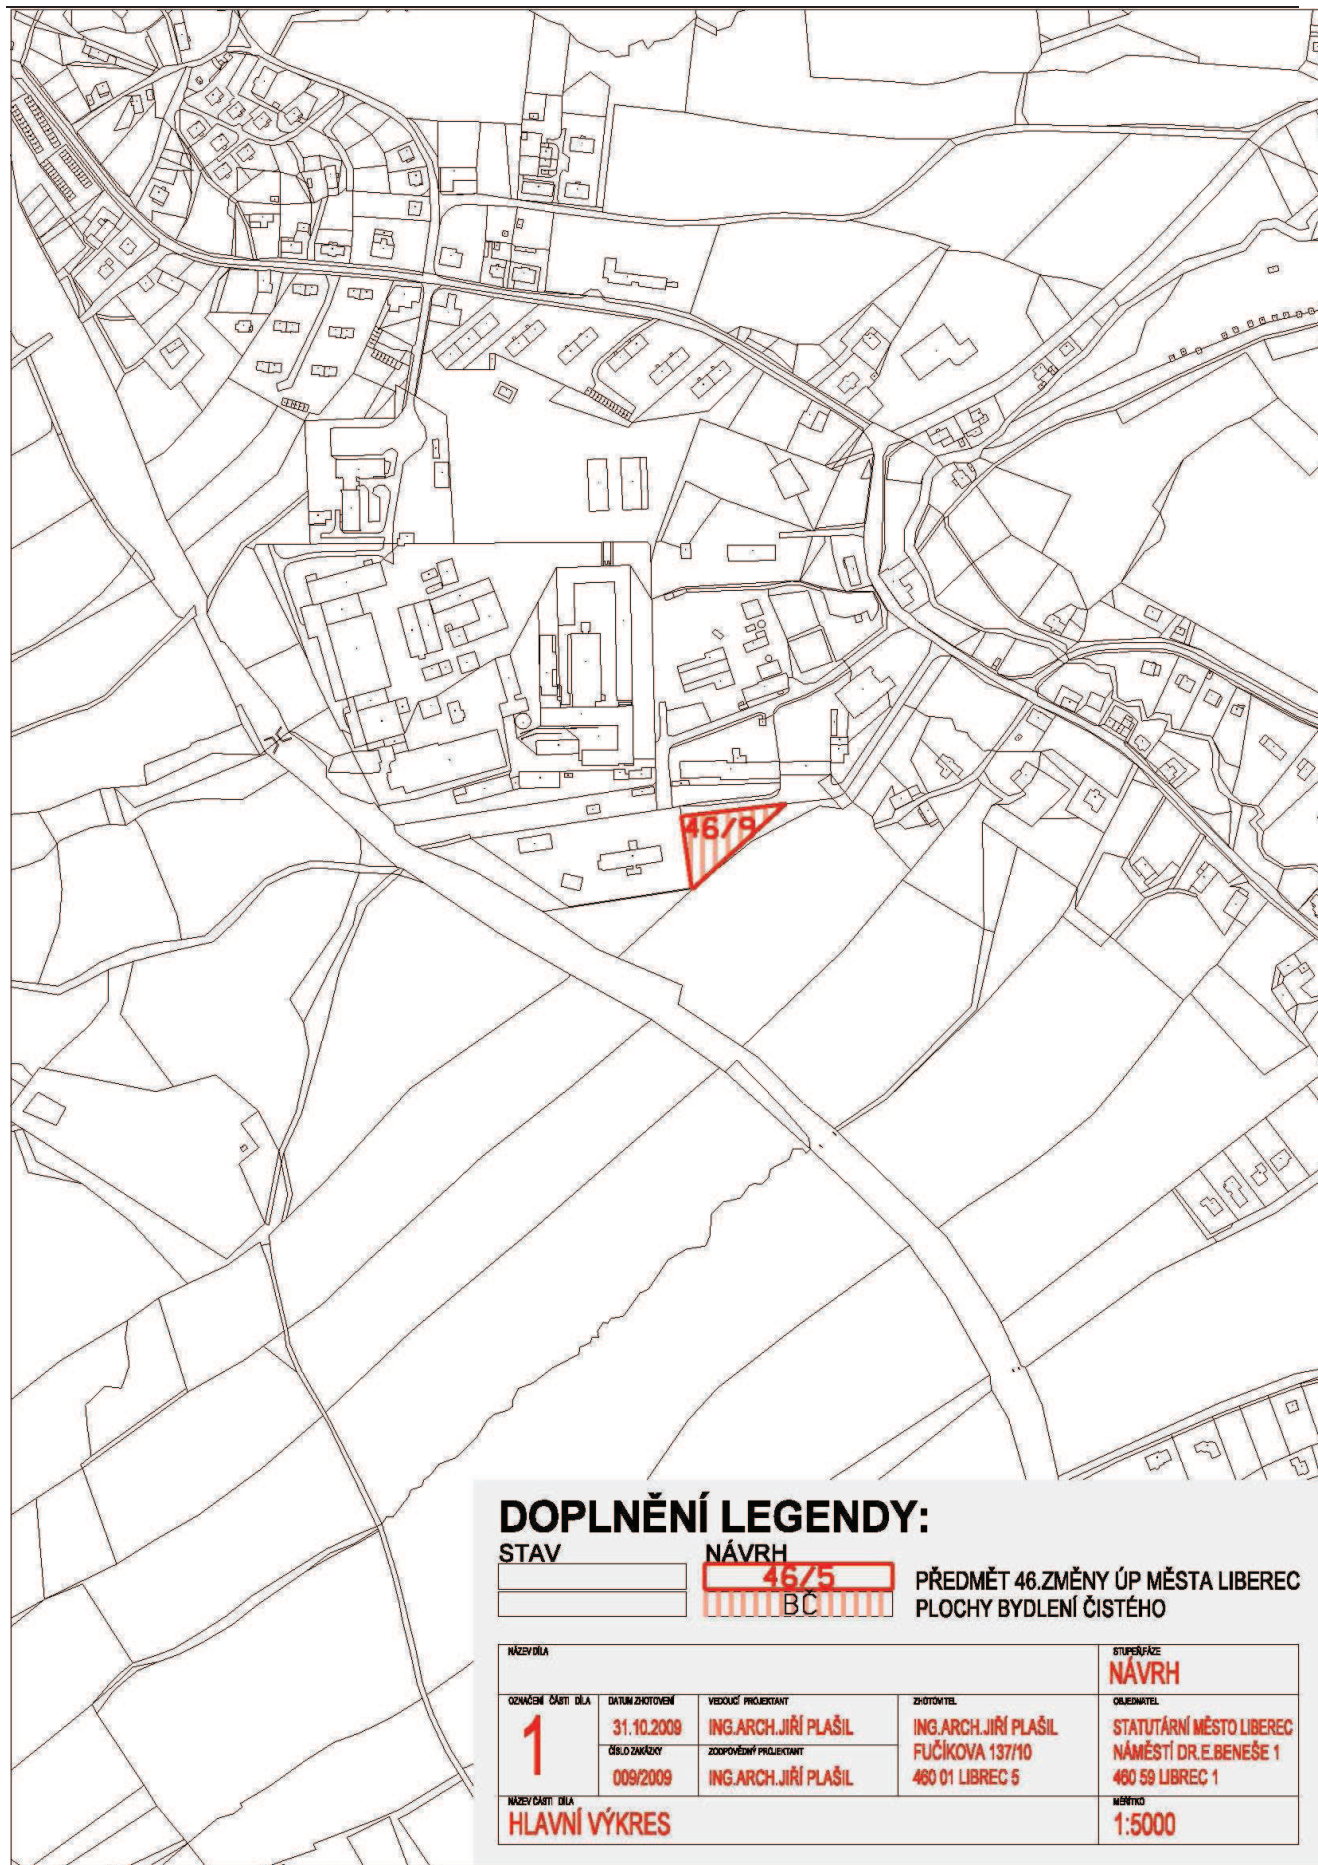 46/9
DOPLNĚNÍ LEGENDY:
STAV NÁVRH
46/5 PŘEDMĚT 46.ZMĚNY ÚP MĚSTA LIBEREC
BČ PLOCHY BYDLENÍ ČISTÉHO
NÁZEV DÍLA
STUPEŇ/FÁZE
NÁVRH
OZNAČENÍ ČÁSTI DÍLA
1
DATUM ZHOTOVENÍ
31.10.2009
ČÍSLO ZAKÁZKY
009/2009
VEDOUCÍ PROJEKTANT
ING.ARCH.JIŘÍ PLAŠIL
ZODPOVĚDNÝ PROJEKTANT
ING.ARCH.JIŘÍ PLAŠIL
ZHOTOVITEL
ING.ARCH.JIŘÍ PLAŠIL
FUČÍKOVA 137/10
460 01 LIBREC 5
OBJEDNATEL
STATUTÁRNÍ MĚSTO LIBEREC
NÁMĚSTÍ DR.E.BENEŠE 1
460 59 LIBREC 1
NÁZEV ČÁSTI DÍLA
HLAVNÍ VÝKRES
MĚŘÍTKO
1:5000